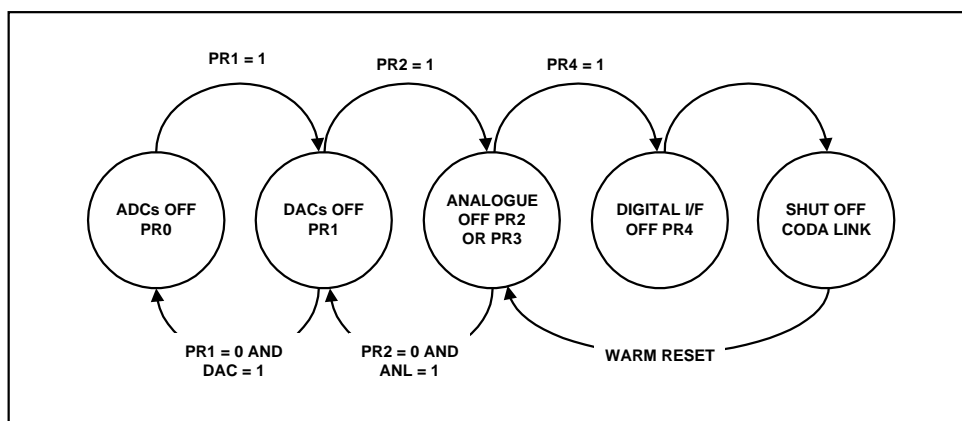 PR1 = 1
PR2 = 1
PR4 = 1
ADCs OFF
PR0
DACs OFF
PR1
ANALOGUE
OFF PR2
OR PR3
DIGITAL I/F
OFF PR4
SHUT OFF
CODA LINK
PR1 = 0 AND
DAC = 1
PR2 = 0 AND
ANL = 1
WARM RESET